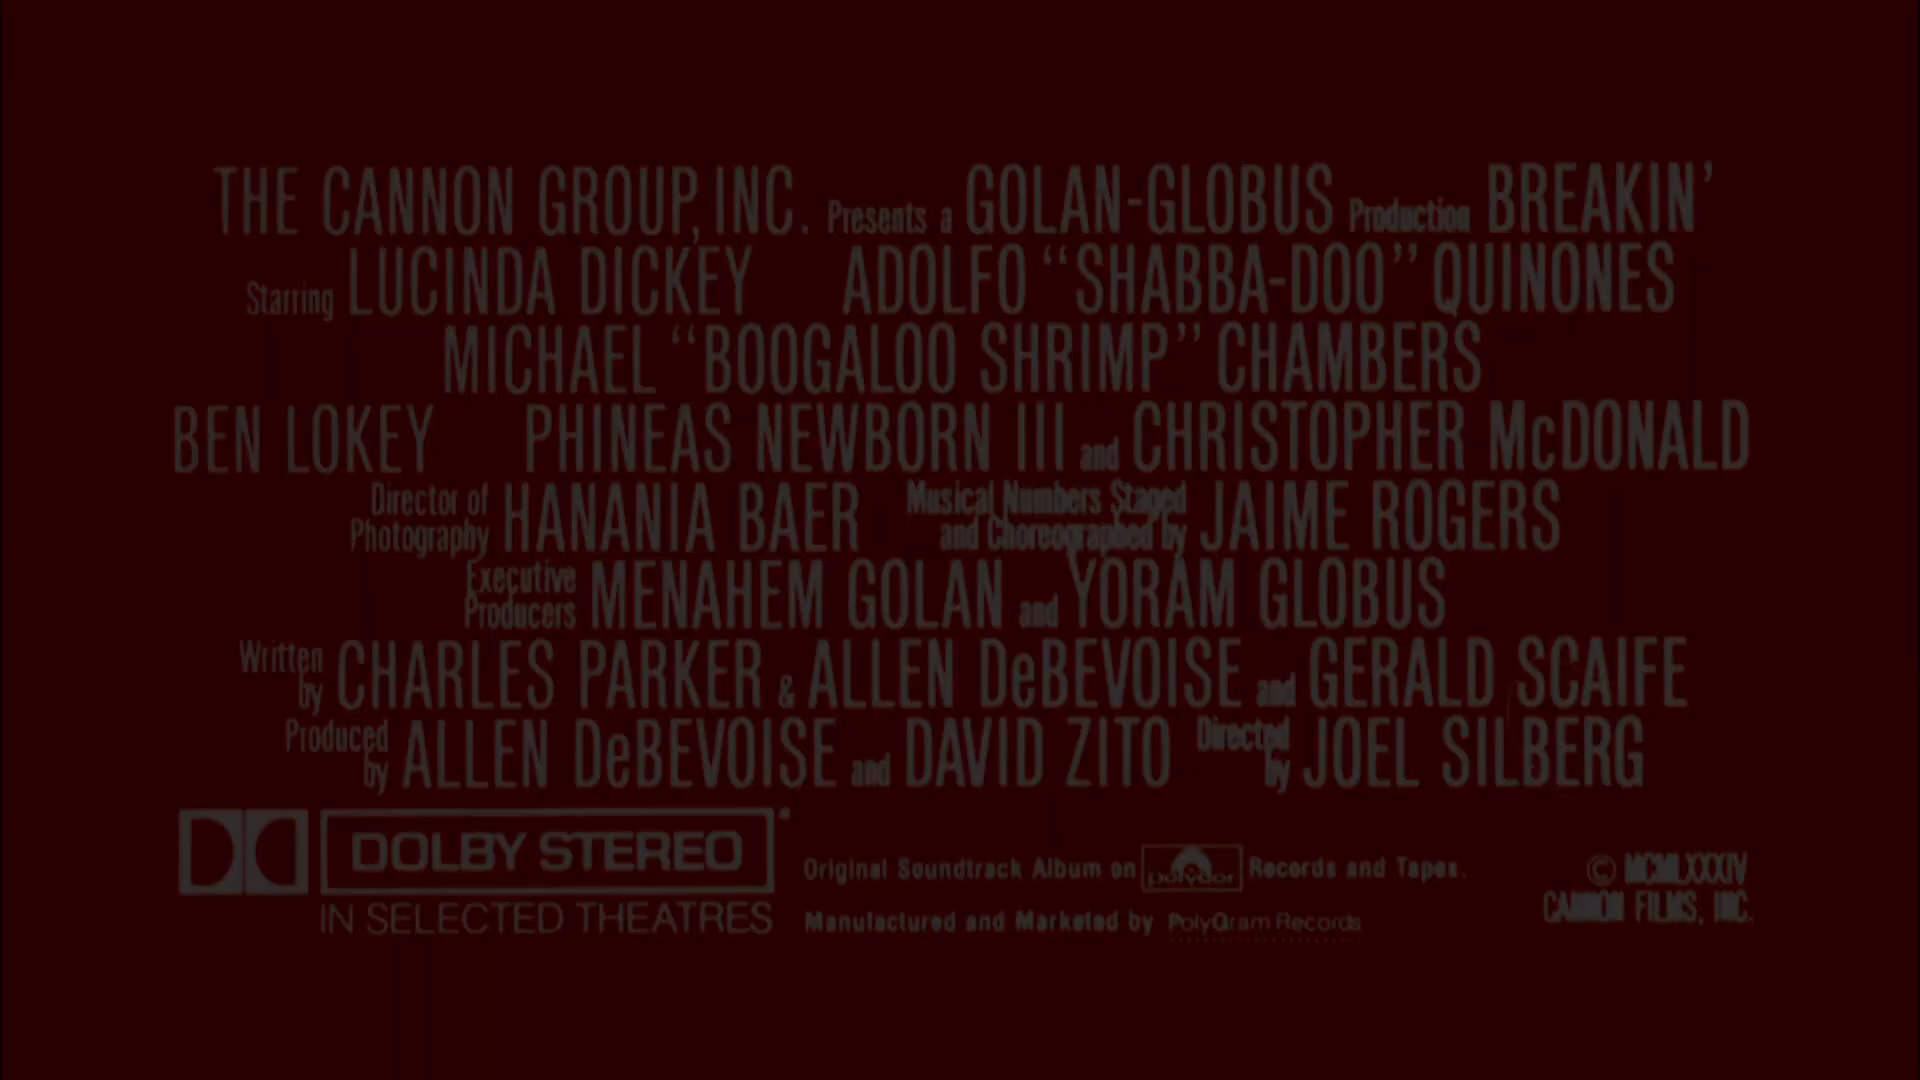 THE CANNON GROUP, INC. Presents a GOLAN-GLOBUS Production BREAKIN'
Starring LUCINDA DICKEY ADOLFO "SHABBA-DOO" QUINONES
MICHAEL "BOOGALOO SHRIMP" CHAMBERS
BEN LOKEY PHINEAS NEWBORN III and CHRISTOPHER McDONALD
Director of Photography HANANIA BAER Musical Numbers Staged and Choreographed by JAIME ROGERS
Executive Producers MENAHEM GOLAN and YORAM GLOBUS
Written by CHARLES PARKER & ALLEN DeBEVOISE and GERALD SCAIFE
Produced by ALLEN DeBEVOISE and DAVID ZITO Directed by JOEL SILBERG
DOLBY STEREO
IN SELECTED THEATRES
Original Soundtrack Album on polydor Records and Tapes.
Manufactured and Marketed by PolyGram Records
© MCMLXXXIV
CANNON FILMS, INC.